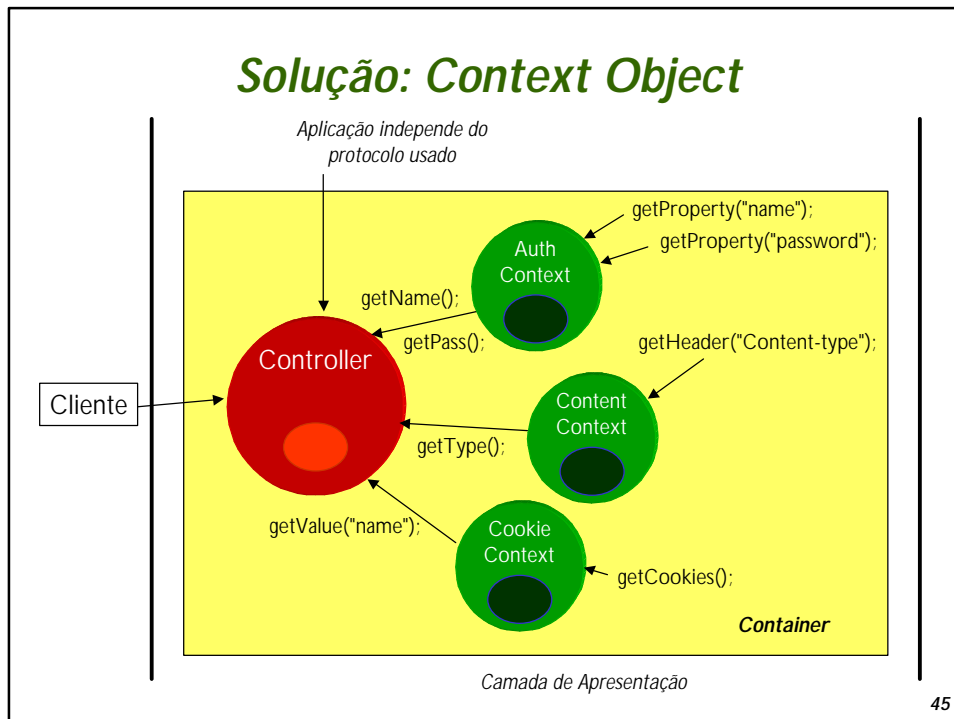 Solução: Context Object
Aplicação independe do
protocolo usado
getProperty("name");
getProperty("password");
Auth
Context
getName();
getPass();
getHeader("Content-type");
Controller
Cliente
Content
Context
getType();
getValue("name");
Cookie
Context
getCookies();
Container
Camada de Apresentação
45